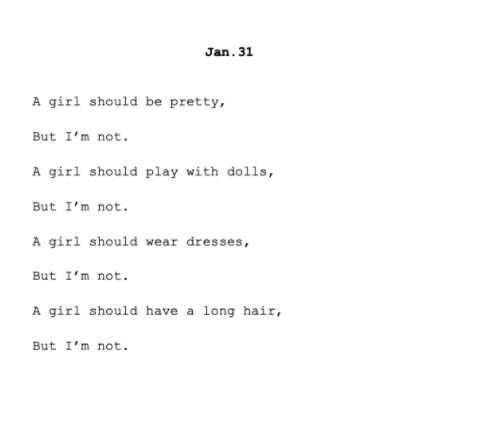 Jan.31
A girl should be pretty,
But I’m not.
A girl should play with dolls,
But I’m not.
A girl should wear dresses,
But I’m not.
A girl should have a long hair,
But I’m not.